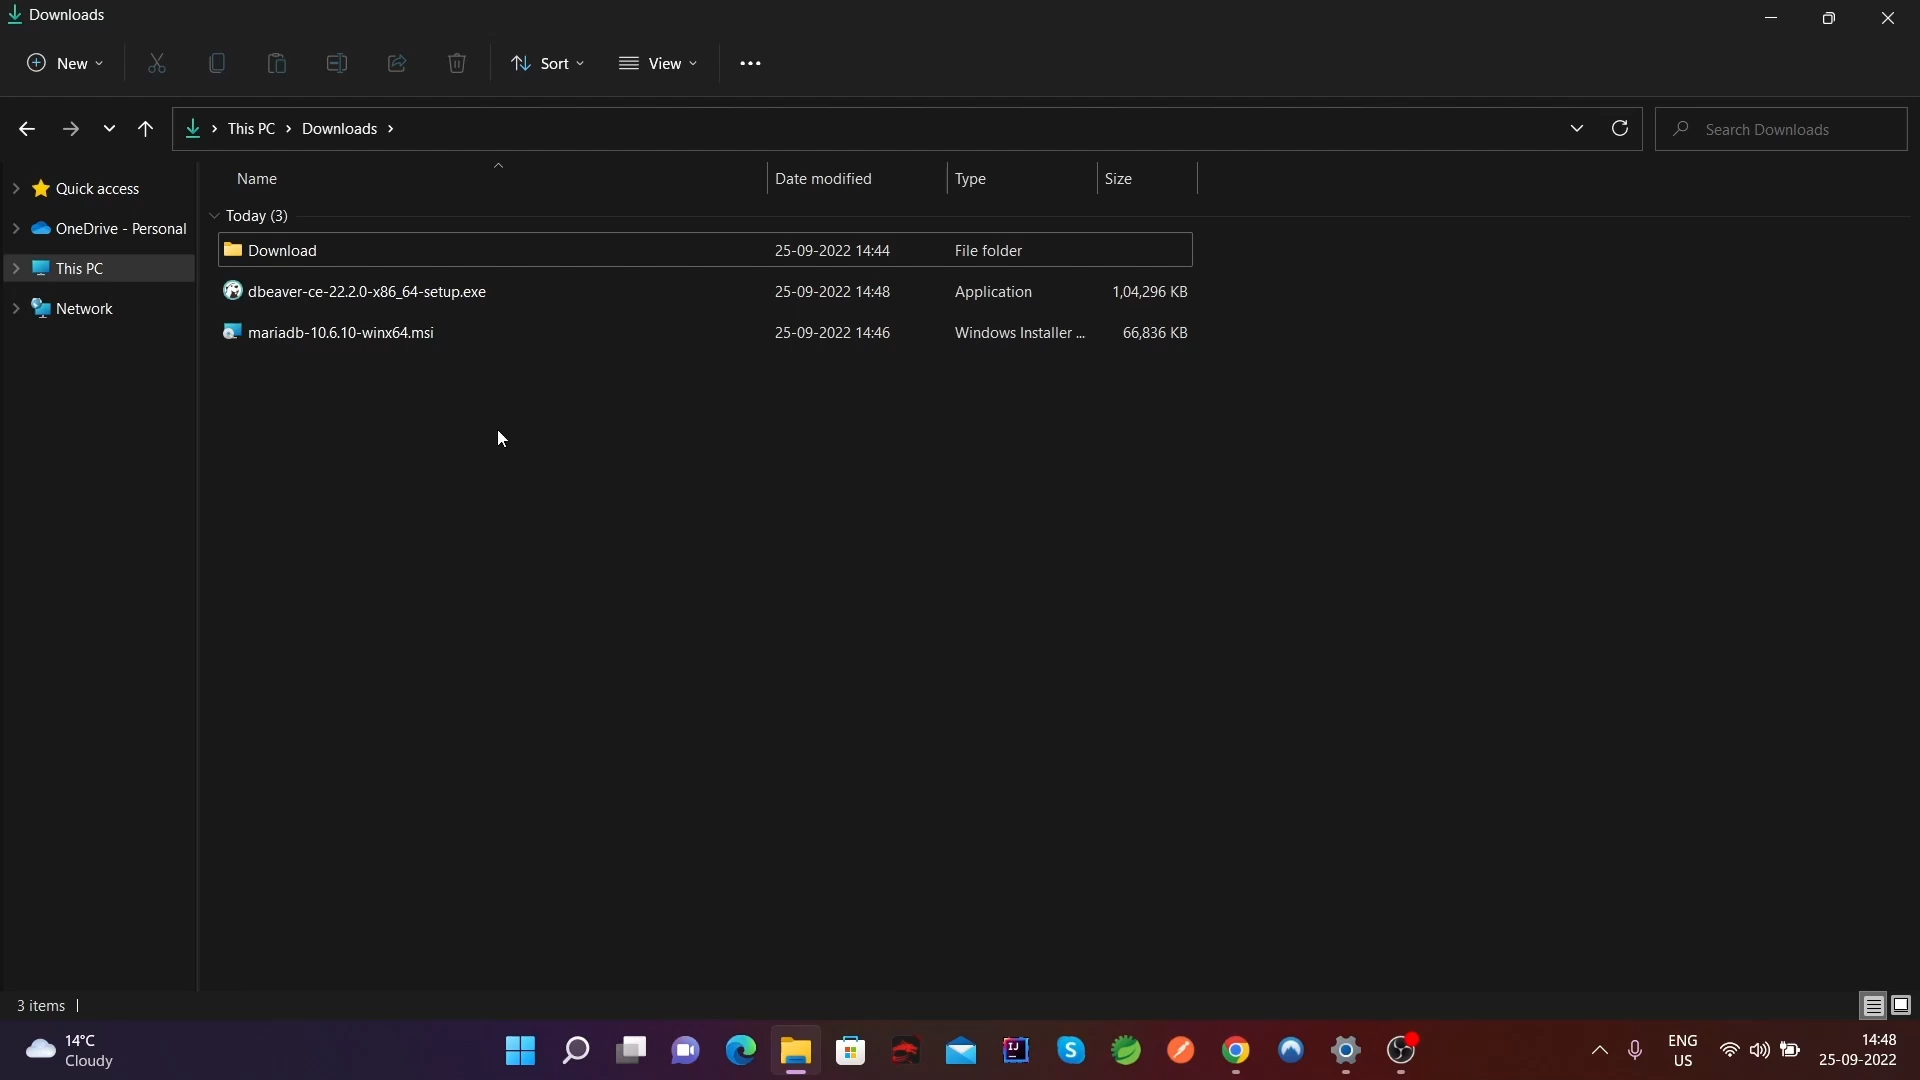 Downloads
New
Sort
View
This PC
Downloads
Search Downloads
Quick access
OneDrive - Personal
This PC
Network
Name Date modified Type Size
Today (3)
Download 25-09-2022 14:44 File folder
dbeaver-ce-22.2.0-x86_64-setup.exe 25-09-2022 14:48 Application 1,04,296 KB
mariadb-10.6.10-winx64.msi 25-09-2022 14:46 Windows Installer ... 66,836 KB
3 items
14°C
Cloudy
IJ
S
ENG
US
14:48
25-09-2022